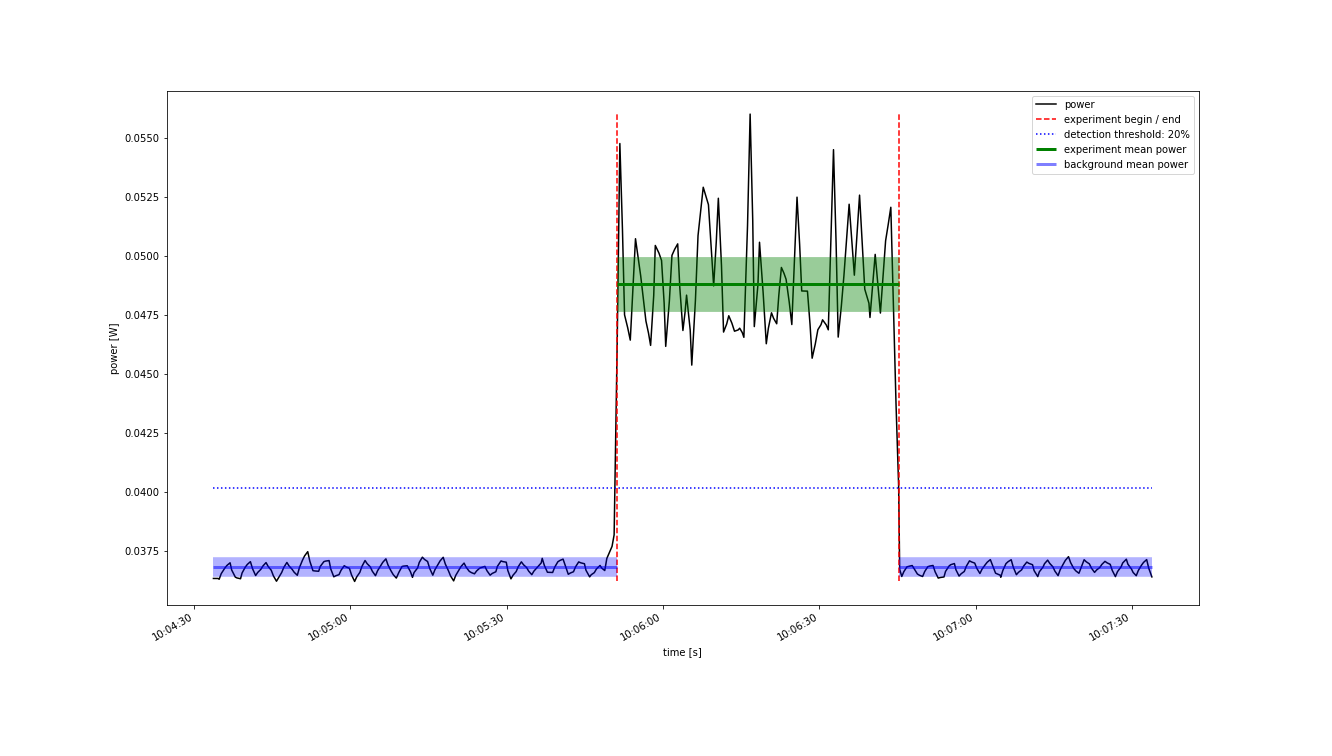 power
experiment begin / end
detection threshold: 20%
experiment mean power
background mean power
0.0550
0.0525
0.0500
0.0475
0.0450
0.0425
0.0400
0.0375
power [W]
10:04:30
10:05:00
10:05:30
10:06:00
10:06:30
10:07:00
10:07:30
time [s]